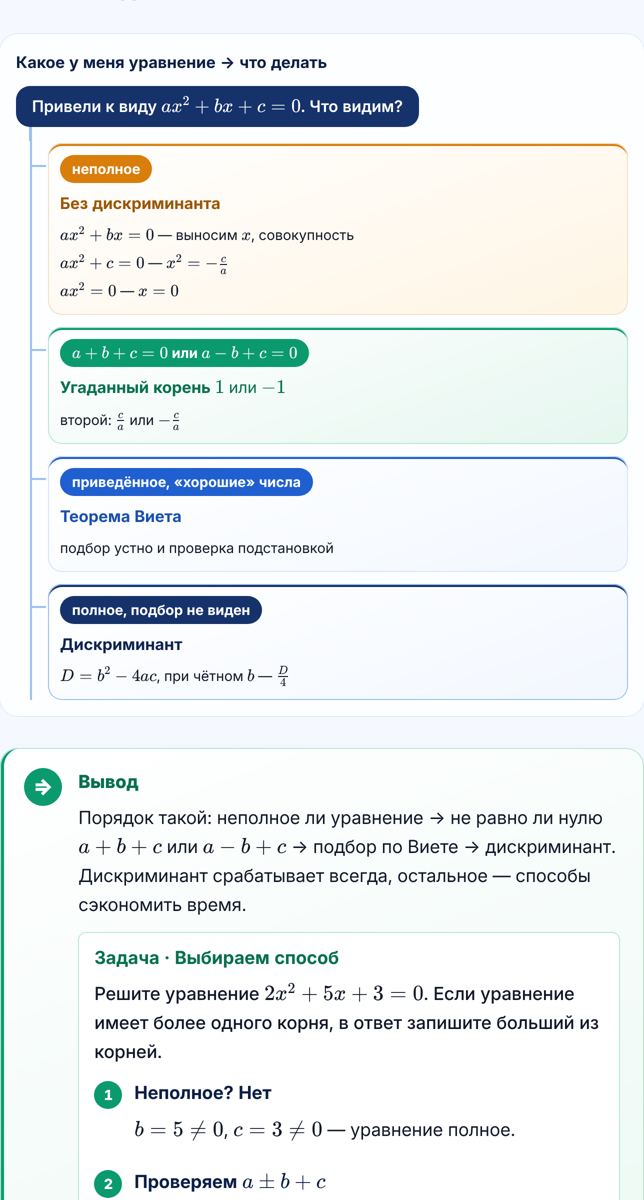 Какое у меня уравнение → что делать
Привели к виду ax² + bx + c = 0. Что видим?
неполное
Без дискриминанта
ax² + bx = 0 — выносим x, совокупность
ax² + c = 0 — x² = −c/a
ax² = 0 — x = 0
a + b + c = 0 или a − b + c = 0
Угаданный корень 1 или −1
второй: c/a или −c/a
приведённое, «хорошие» числа
Теорема Виета
подбор устно и проверка подстановкой
полное, подбор не виден
Дискриминант
D = b² − 4ac, при чётном b — D/4
Вывод
Порядок такой: неполное ли уравнение → не равно ли нулю
a + b + c или a − b + c → подбор по Виете → дискриминант.
Дискриминант срабатывает всегда, остальное — способы
сэкономить время.
Задача · Выбираем способ
Решите уравнение 2x² + 5x + 3 = 0. Если уравнение
имеет более одного корня, в ответ запишите больший из
корней.
1 Неполное? Нет
b = 5 ≠ 0, c = 3 ≠ 0 — уравнение полное.
2 Проверяем a ± b + c